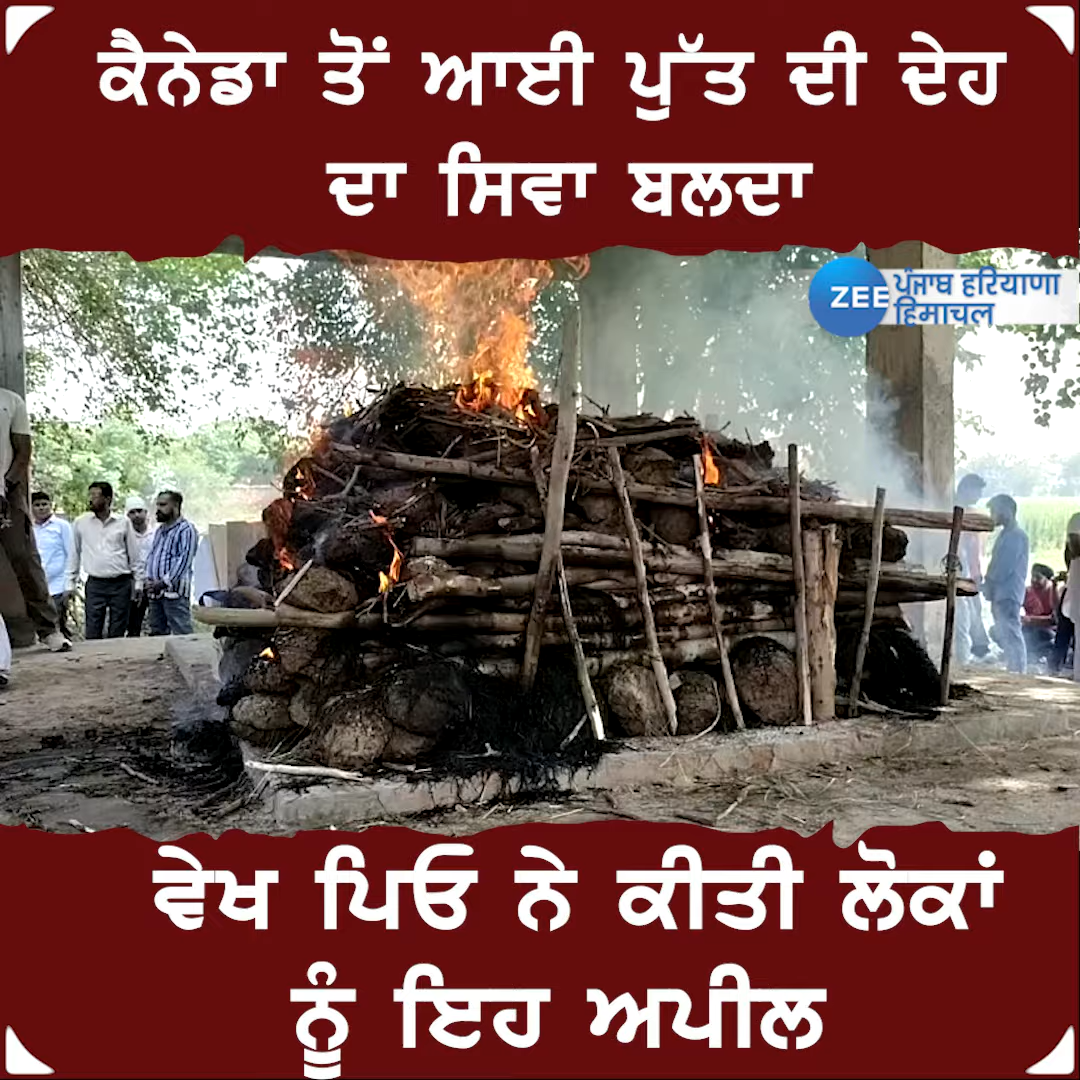 ਕੈਨੇਡਾ ਤੋਂ ਆਈ ਪੁੱਤ ਦੀ ਦੇਹ
ਦਾ ਸਿਵਾ ਬਲਦਾ
ZEE ਪੰਜਾਬ ਹਰਿਆਣਾ
ਹਿਮਾਚਲ
ਵੇਖ ਪਿਓ ਨੇ ਕੀਤੀ ਲੋਕਾਂ
ਨੂੰ ਇਹ ਅਪੀਲ